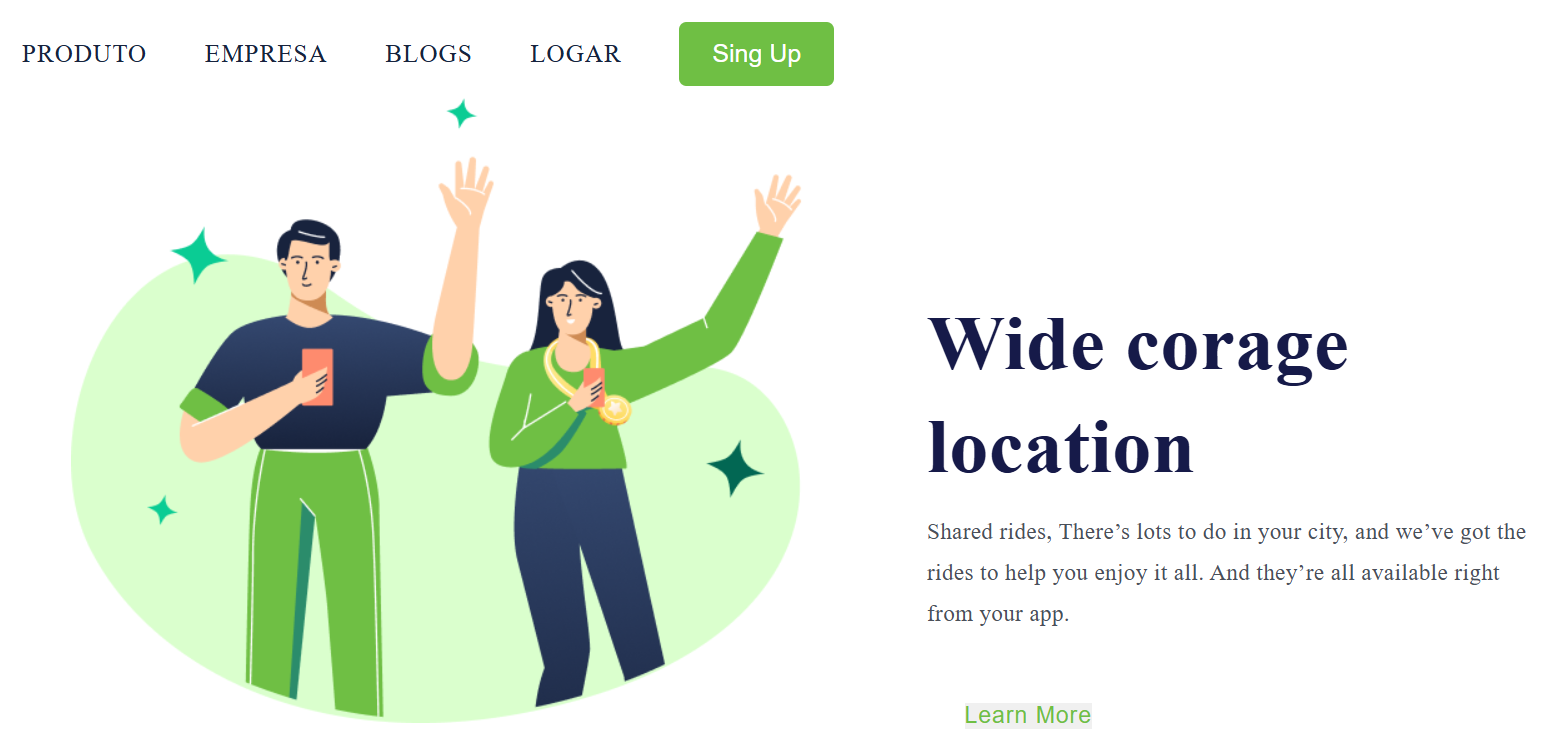 PRODUTO EMPRESA BLOGS LOGAR Sing Up
Wide corage
location
Shared rides, There’s lots to do in your city, and we’ve got the
rides to help you enjoy it all. And they’re all available right
from your app.
Learn More